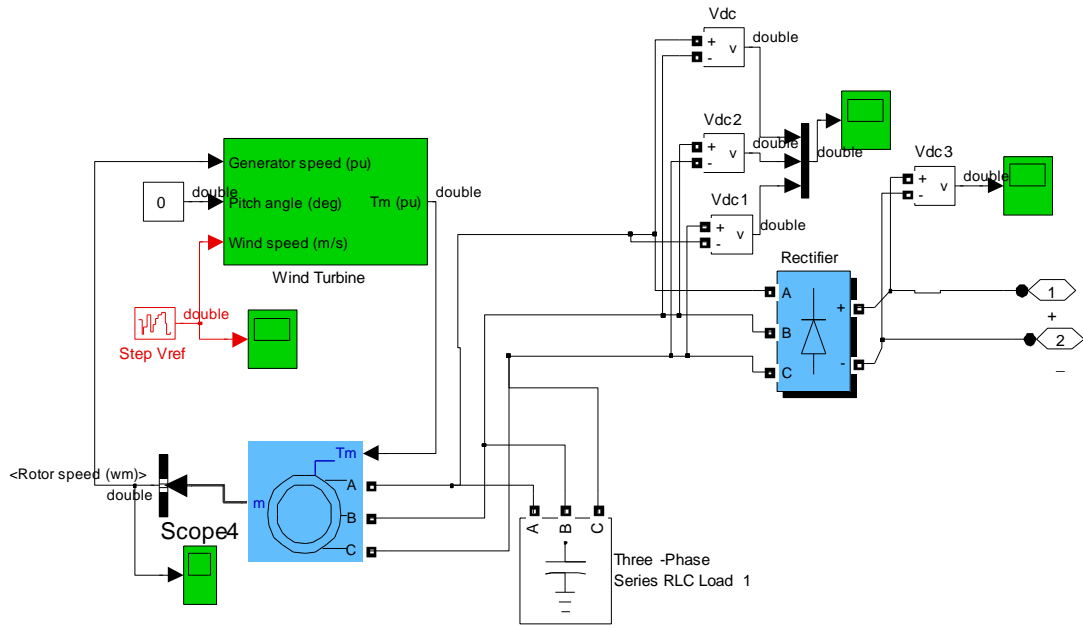 Vdc
double
+
v
-
Vdc2
double
+
v
-
double
Vdc3
double
+
v
-
Vdc1
double
+
v
-
Generator speed (pu)
double
0
double
Pitch angle (deg)
Tm (pu)
Wind speed (m/s)
Wind Turbine
double
Step Vref
Rectifier
A
B
C
+
-
1
+
2
_
<Rotor speed (wm)>
double
Scope4
Tm
m
A
B
C
A
B
C
Three -Phase
Series RLC Load 1